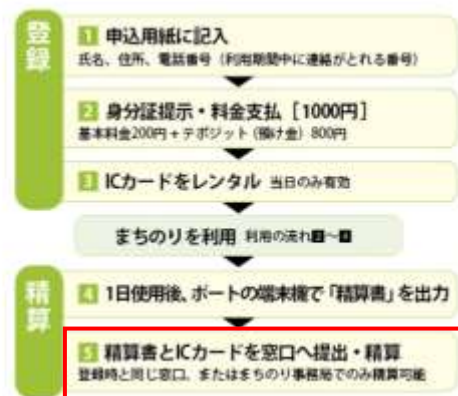 登録
1 申込用紙に記入
氏名、住所、電話番号（利用期間中に連絡がとれる番号）
2 身分証提示・料金支払［1000円］
基本料金200円＋デポジット（預け金）800円
3 ICカードをレンタル 当日のみ有効
まちのりを利用 利用の流れ2～4
精算
4 1日使用後、ポートの端末機で「精算書」を出力
5 精算書とICカードを窓口へ提出・精算
登録時と同じ窓口、またはまちのり事務局でのみ精算可能